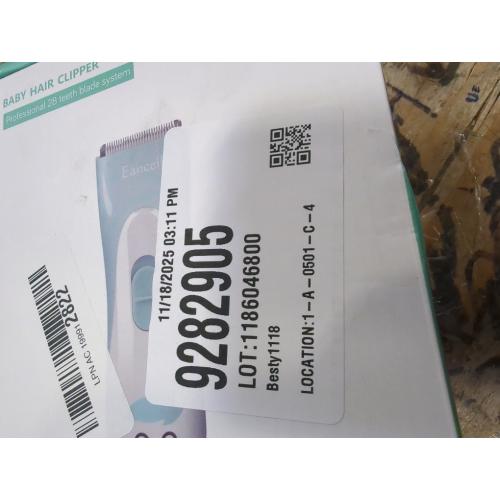 BABY HAIR CLIPPER
Professional 28 teeth blade system
11/18/2025 03:11 PM
9282905
LOT:1186046800
Besty1118
LOCATION:1-A-0501-C-4
LPN AC 19991 2822